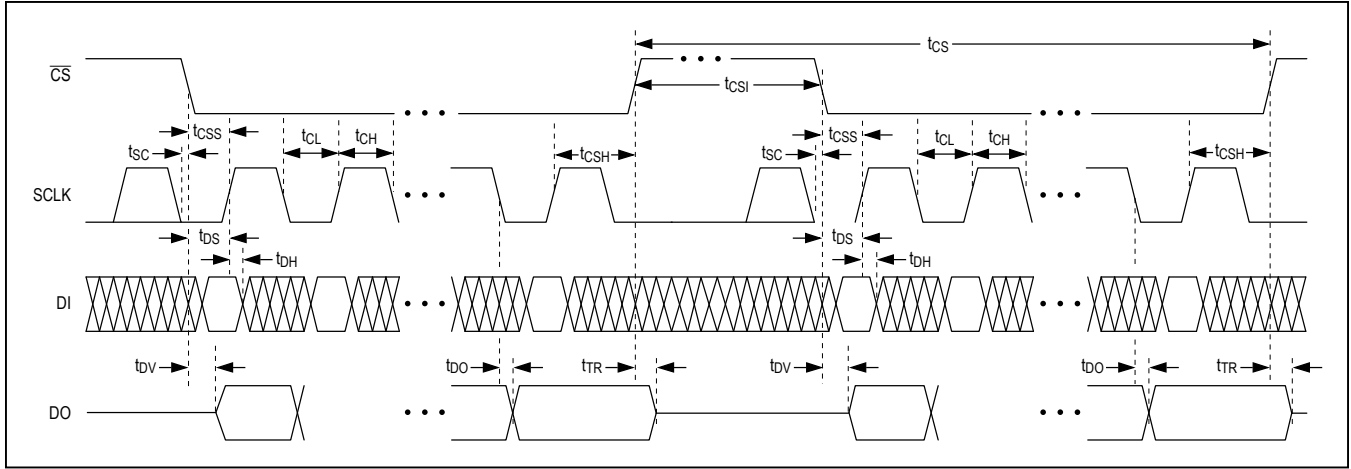 tCS
CS
tCSI
tCSS tCL tCH tCSS tCL tCH
tSC tCSH tSC tCSH
SCLK
tDS tDS
tDH tDH
DI
tDV tDO tTR tDV tDO tTR
DO